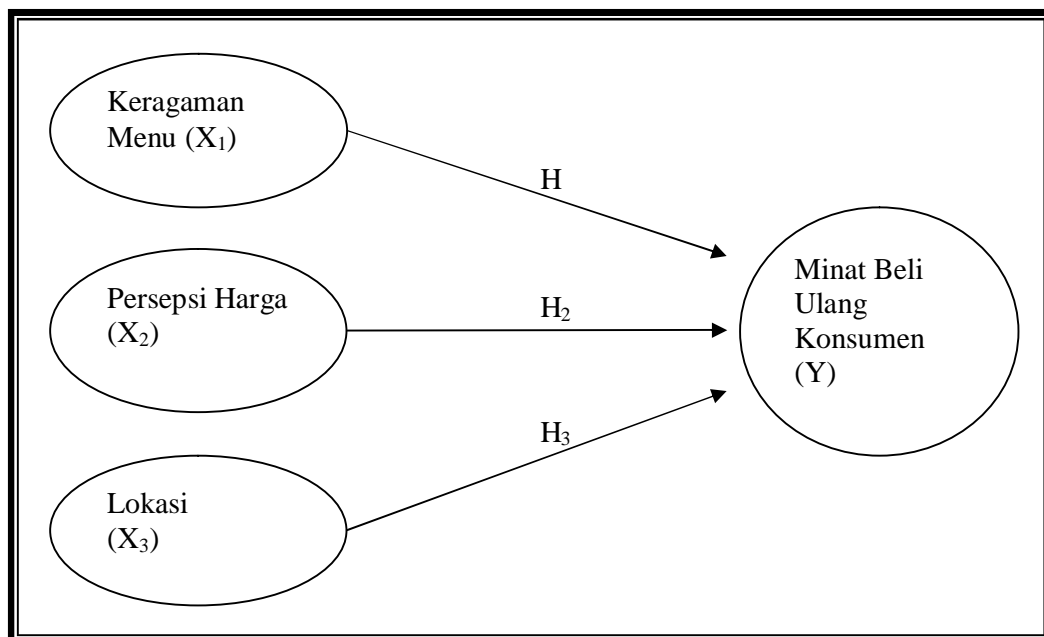 Keragaman
Menu (X₁)
H
Persepsi Harga
(X₂)
H₂
Minat Beli
Ulang
Konsumen
(Y)
H₃
Lokasi
(X₃)